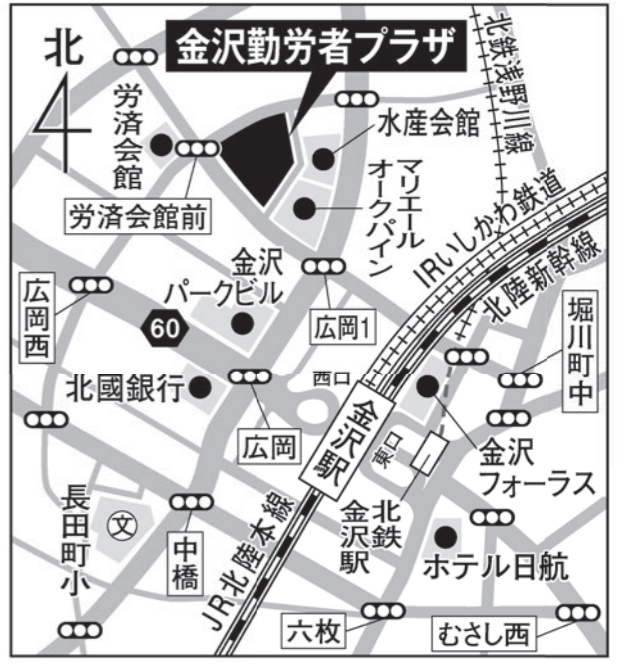 金沢勤労者プラザ
北
労済会館
労済会館前
水産会館
マリエール
オークパイン
北鉄浅野川線
IRいしかわ鉄道
北陸新幹線
金沢
パークビル
広岡1
広岡西
60
堀川町中
北國銀行
西口
広岡
金沢駅
東口
金沢
フォーラス
北鉄
金沢駅
長田町小
文
中橋
JR北陸本線
ホテル日航
六枚
むさし西